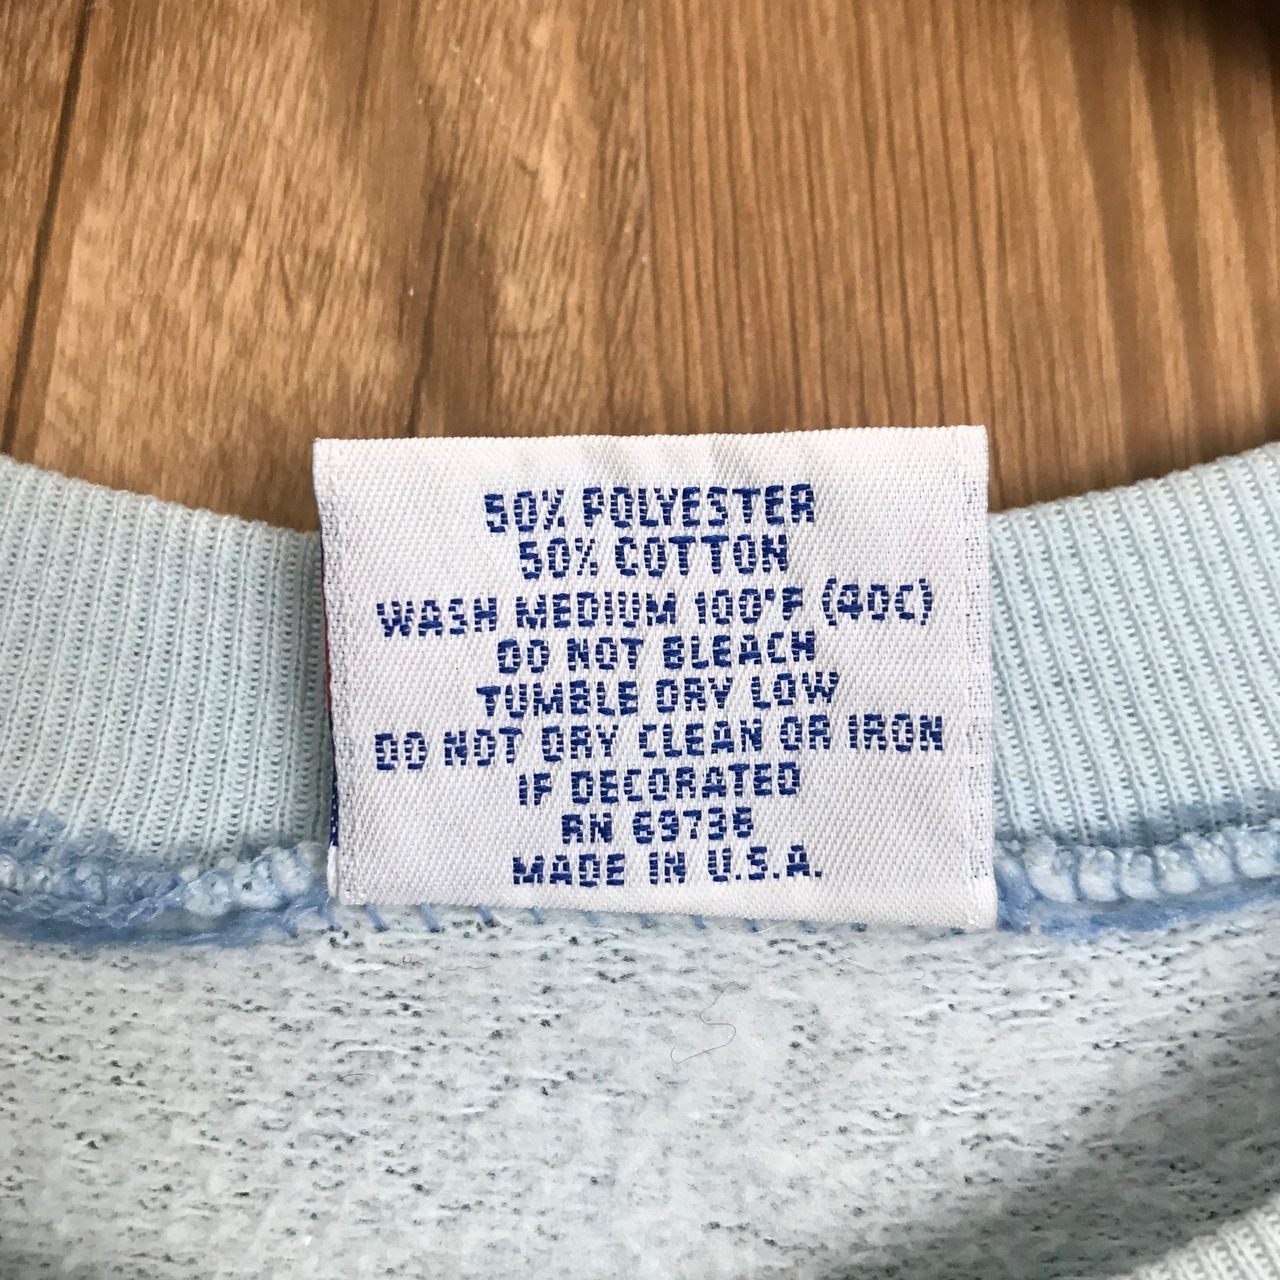 50% POLYESTER
50% COTTON
WASH MEDIUM 100°F (40C)
DO NOT BLEACH
TUMBLE DRY LOW
DO NOT DRY CLEAN OR IRON
IF DECORATED
RN 69738
MADE IN U.S.A.